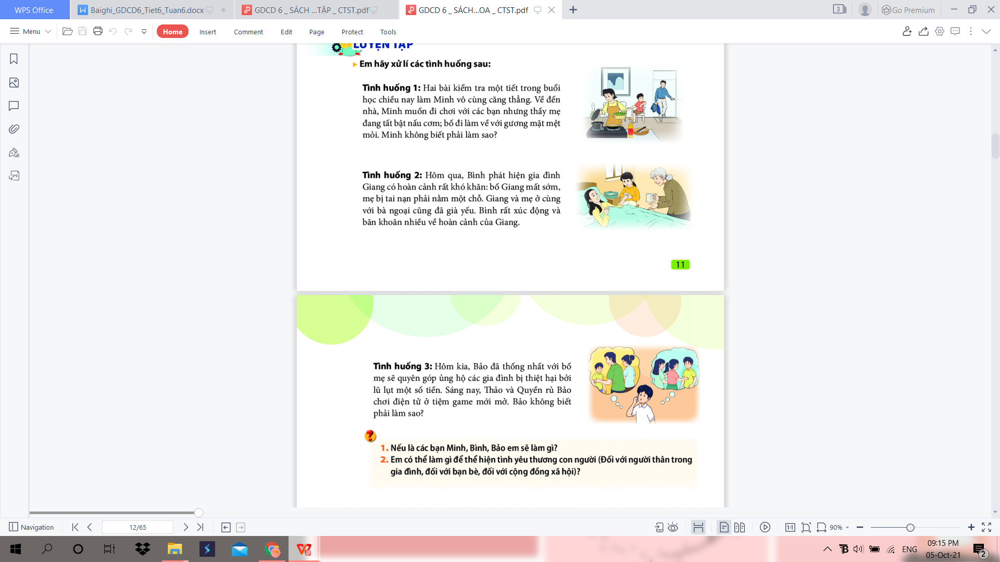 WPS Office
Baighi_GDCD6_Tiet6_Tuan6.docx
GDCD 6 _ SÁCH ...TẬP _ CTST.pdf
GDCD 6 _ SÁCH...OA _ CTST.pdf
3
Go Premium
Menu
Home
Insert
Comment
Edit
Page
Protect
Tools
LUYỆN TẬP
Em hãy xử lí các tình huống sau:
Tình huống 1: Hai bài kiểm tra một tiết trong buổi
học chiều nay làm Minh vô cùng căng thẳng. Về đến
nhà, Minh muốn đi chơi với các bạn nhưng thấy mẹ
đang tất bật nấu cơm; bố đi làm về với gương mặt mệt
mỏi. Minh không biết phải làm sao?
Tình huống 2: Hôm qua, Bình phát hiện gia đình
Giang có hoàn cảnh rất khó khăn: bố Giang mất sớm,
mẹ bị tai nạn phải nằm một chỗ. Giang và mẹ ở cùng
với bà ngoại cũng đã già yếu. Bình rất xúc động và
băn khoăn nhiều về hoàn cảnh của Giang.
11
Tình huống 3: Hôm kia, Bảo đã thống nhất với bố
mẹ sẽ quyên góp ủng hộ các gia đình bị thiệt hại bởi
lũ lụt một số tiền. Sáng nay, Thảo và Quyền rủ Bảo
chơi điện tử ở tiệm game mới mở. Bảo không biết
phải làm sao?
?
1. Nếu là các bạn Minh, Bình, Bảo em sẽ làm gì?
2. Em có thể làm gì để thể hiện tình yêu thương con người (Đối với người thân trong
gia đình, đối với bạn bè, đối với cộng đồng xã hội)?
Navigation
12/65
1:1
90%
ENG
09:15 PM
05-Oct-21
2